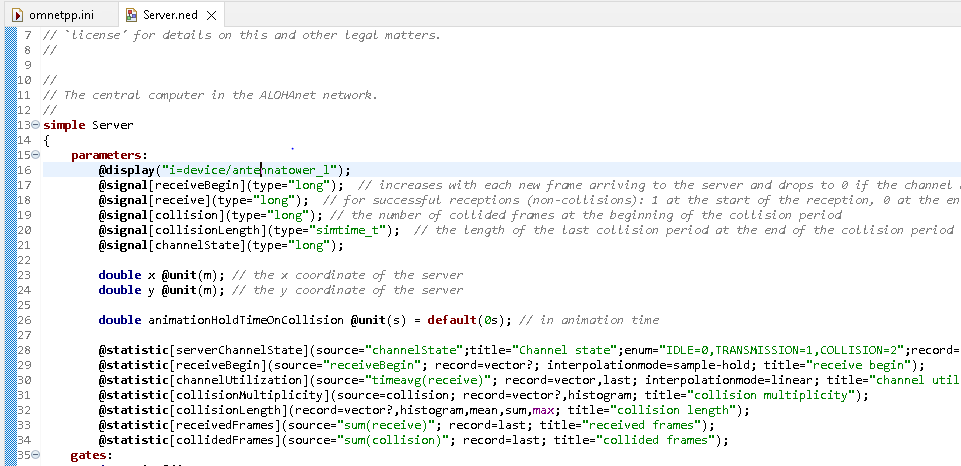 omnetpp.ini Server.ned
7 // `license' for details on this and other legal matters.
8 //
9
10 //
11 // The central computer in the ALOHAnet network.
12 //
13 simple Server
14 {
15 parameters:
16 @display("i=device/antennatower_l");
17 @signal[receiveBegin](type="long"); // increases with each new frame arriving to the server and drops to 0 if the channel
18 @signal[receive](type="long"); // for successful receptions (non-collisions): 1 at the start of the reception, 0 at the en
19 @signal[collision](type="long"); // the number of collided frames at the beginning of the collision period
20 @signal[collisionLength](type="simtime_t"); // the length of the last collision period at the end of the collision period
21 @signal[channelState](type="long");
22
23 double x @unit(m); // the x coordinate of the server
24 double y @unit(m); // the y coordinate of the server
25
26 double animationHoldTimeOnCollision @unit(s) = default(0s); // in animation time
27
28 @statistic[serverChannelState](source="channelState";title="Channel state";enum="IDLE=0,TRANSMISSION=1,COLLISION=2";record=
29 @statistic[receiveBegin](source="receiveBegin"; record=vector?; interpolationmode=sample-hold; title="receive begin");
30 @statistic[channelUtilization](source="timeavg(receive)"; record=vector,last; interpolationmode=linear; title="channel util
31 @statistic[collisionMultiplicity](source=collision; record=vector?,histogram; title="collision multiplicity");
32 @statistic[collisionLength](record=vector?,histogram,mean,sum,max; title="collision length");
33 @statistic[receivedFrames](source="sum(receive)"; record=last; title="received frames");
34 @statistic[collidedFrames](source="sum(collision)"; record=last; title="collided frames");
35 gates: